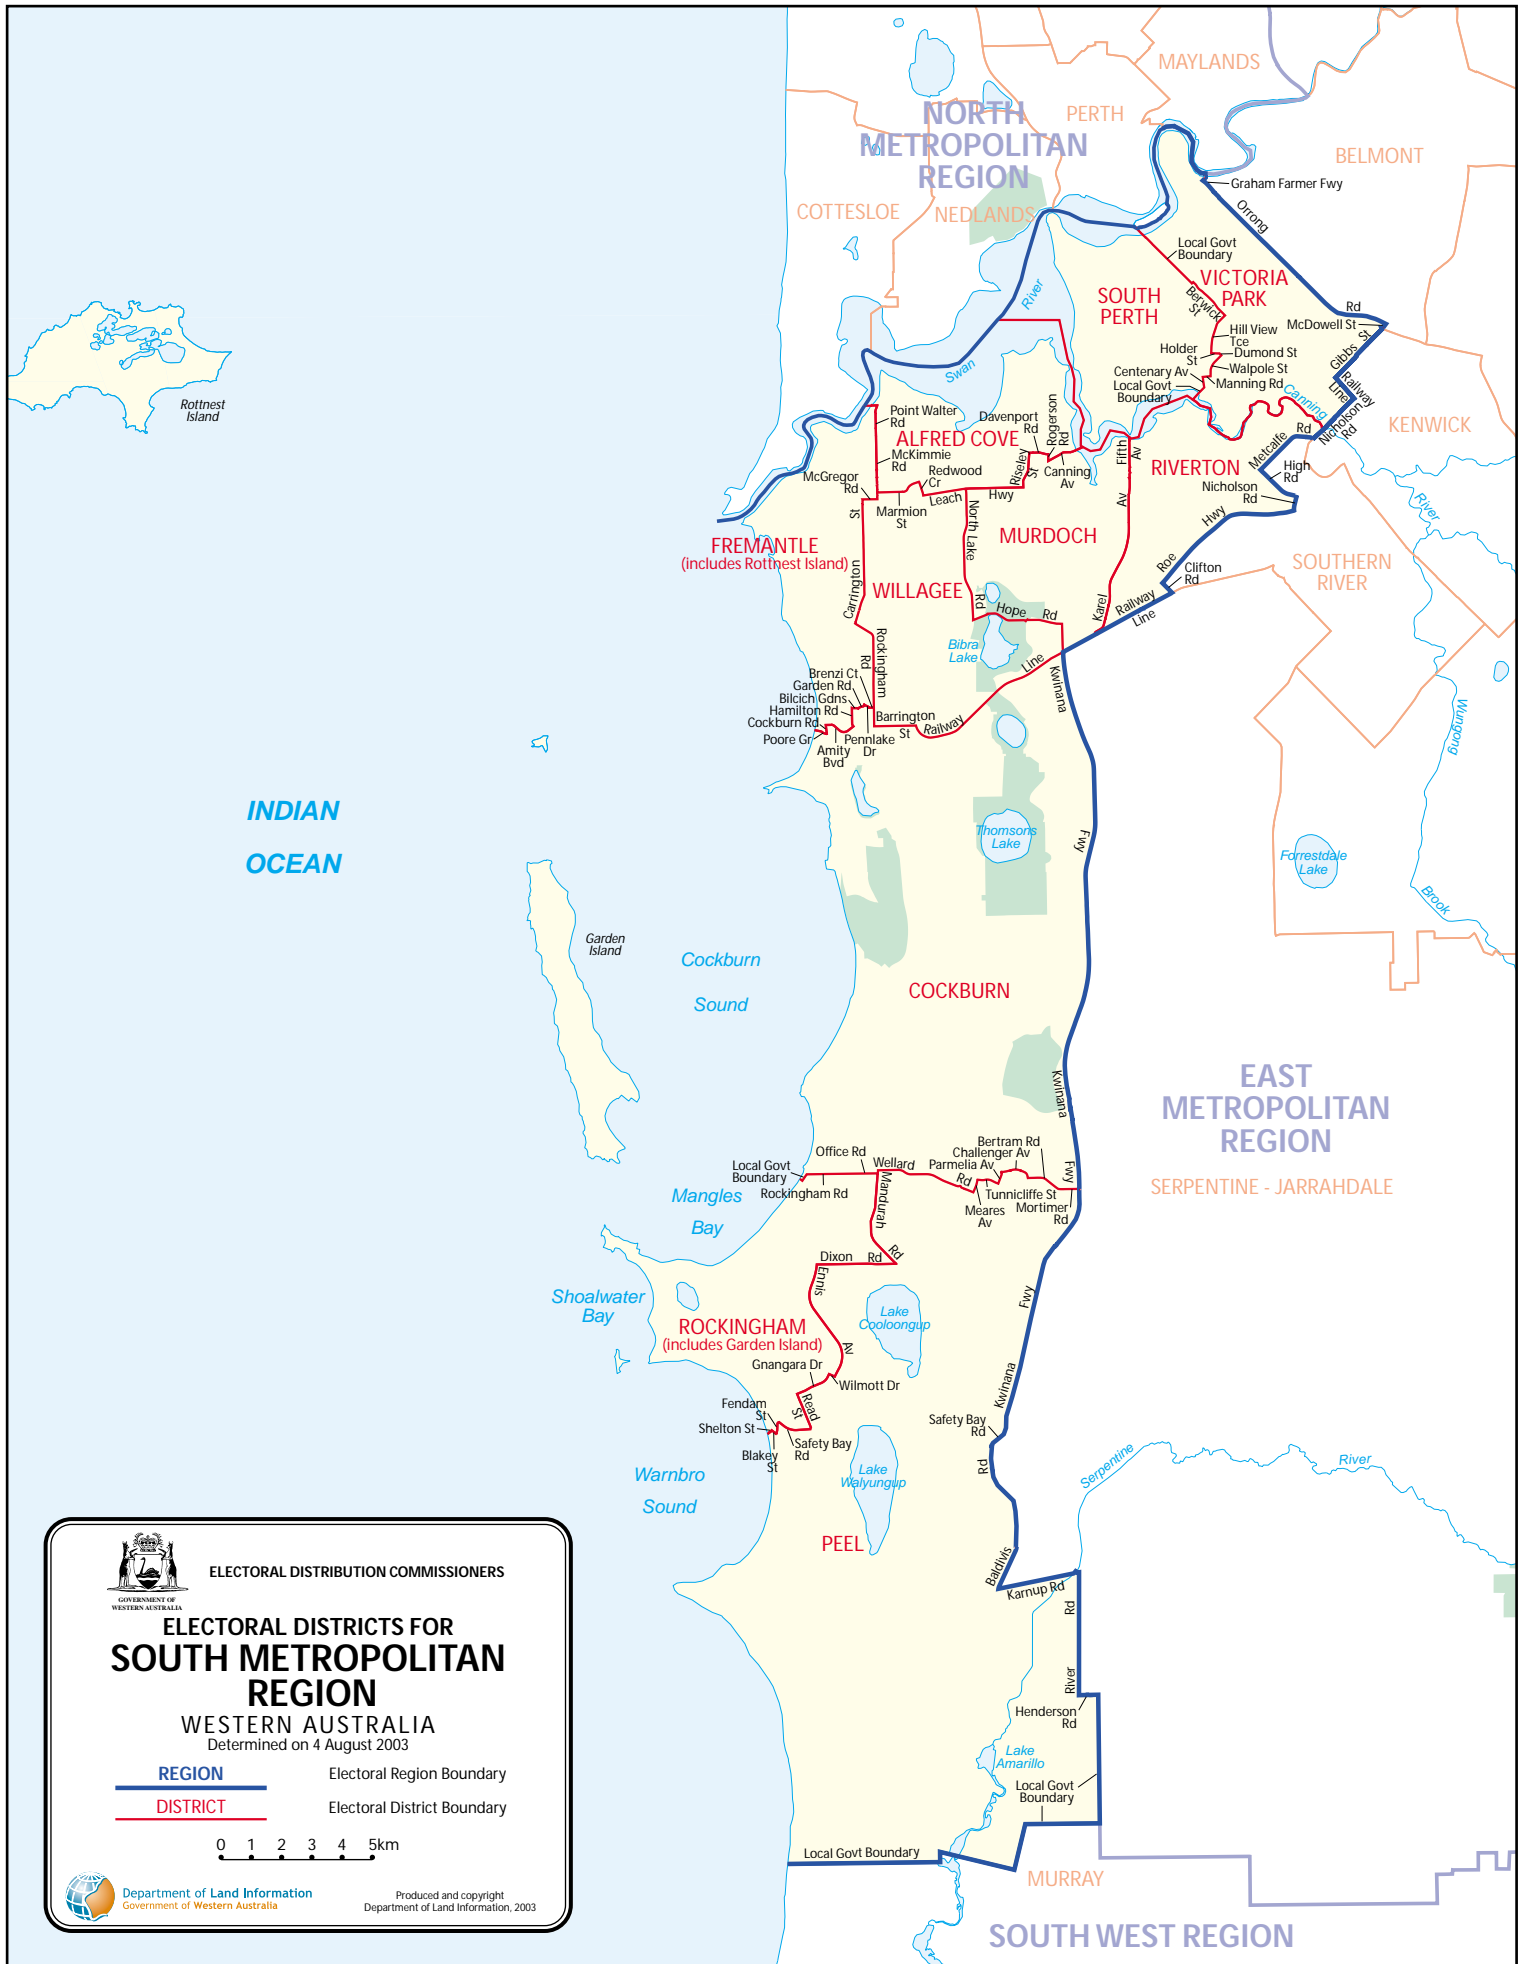 MAYLANDS
NORTH
METROPOLITAN
REGION
PERTH
BELMONT
Graham Farmer Fwy
COTTESLOE
NEDLANDS
Orrong
Local Govt
Boundary
VICTORIA
PARK
SOUTH
PERTH
River
Berwick
St
Rd
McDowell St
Hill View
Tce
Gibbs
St
Holder
St
Dumond St
Walpole St
Centenary Av
Manning Rd
Local Govt
Boundary
Railway
Line
Swan
Canning
Rottnest
Island
Point Walter
Rd
Davenport
Rd
Rogerson
Rd
Nicholson
Rd
KENWICK
ALFRED COVE
Metcalfe
Rd
McKimmie
Rd
Fifth
Av
RIVERTON
High
Rd
McGregor
Rd
Redwood
Cr
Riseley
St
Canning
Av
Nicholson
Rd
Leach
Hwy
St
Marmion
St
Av
River
Hwy
North Lake
MURDOCH
FREMANTLE
(includes Rottnest Island)
SOUTHERN
RIVER
Roe
Clifton
Rd
Carrington
WILLAGEE
Rd
Hope
Rd
Karel
Railway
Line
Rockingham
Rd
Bibra
Lake
Line
Kwinana
Brenzi Ct
Garden Rd
Bilcich Gdns
Hamilton Rd
Cockburn Rd
Poore Gr
Barrington
St
Railway
Amity
Bvd
Pennlake
Dr
Wungong
INDIAN
OCEAN
Thomsons
Lake
Fwy
Forrestdale
Lake
Brook
Garden
Island
Cockburn
Sound
COCKBURN
EAST
METROPOLITAN
REGION
Kwinana
Bertram Rd
Challenger Av
Office Rd
Wellard
Parmelia Av
Local Govt
Boundary
Fwy
SERPENTINE - JARRAHDALE
Rockingham Rd
Mandurah
Rd
Tunnicliffe St
Mangles
Bay
Meares
Av
Mortimer
Rd
Dixon
Rd
Rd
Ennis
Fwy
Shoalwater
Bay
Lake
Cooloongup
ROCKINGHAM
(includes Garden Island)
Av
Gnangara Dr
Wilmott Dr
Kwinana
Fendam
St
Read
St
Shelton St
Safety Bay
Rd
Blakey
St
Safety Bay
Rd
Serpentine
River
Warnbro
Sound
Lake
Walyungup
Rd
PEEL
Baldivis
Karnup Rd
Rd
River
Henderson
Rd
Lake
Amarillo
Local Govt
Boundary
Local Govt Boundary
MURRAY
SOUTH WEST REGION
GOVERNMENT OF
WESTERN AUSTRALIA
ELECTORAL DISTRIBUTION COMMISSIONERS
ELECTORAL DISTRICTS FOR
SOUTH METROPOLITAN
REGION
WESTERN AUSTRALIA
Determined on 4 August 2003
REGION Electoral Region Boundary
DISTRICT Electoral District Boundary
0 1 2 3 4 5km
Department of Land Information
Government of Western Australia
Produced and copyright
Department of Land Information, 2003